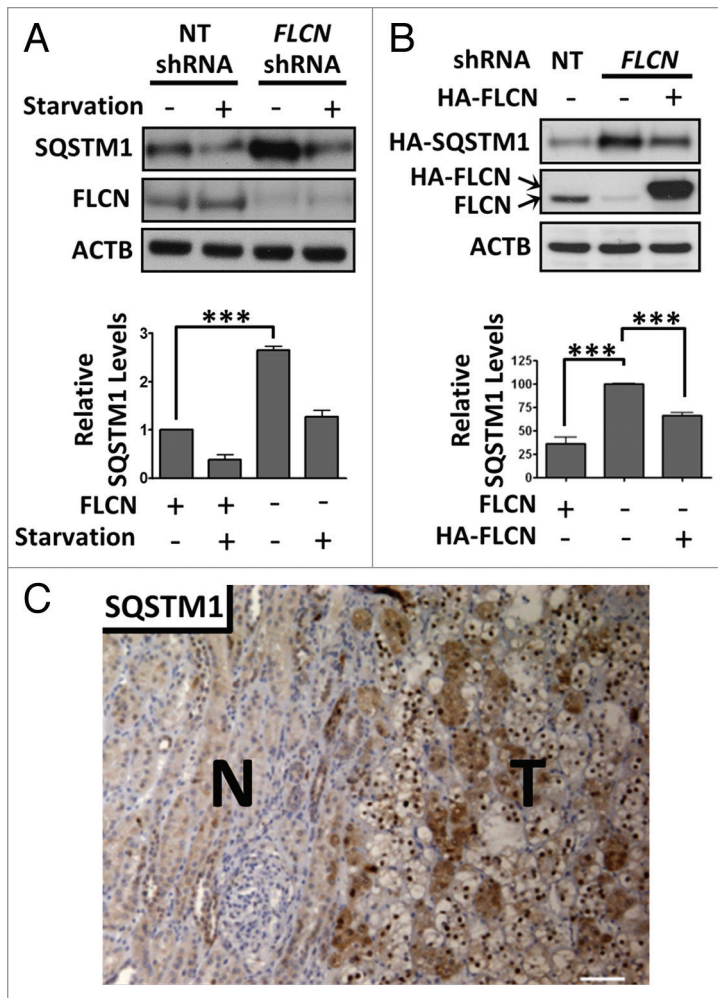 A
NT FLCN
shRNA shRNA
Starvation - + - +
SQSTM1
FLCN
ACTB
***
Relative
SQSTM1 Levels
3
2
1
0
FLCN + + - -
Starvation - + - +
B
shRNA NT FLCN
HA-FLCN - - +
HA-SQSTM1
HA-FLCN
FLCN
ACTB
*** ***
Relative
SQSTM1 Levels
125
100
75
50
25
0
FLCN + - -
HA-FLCN - - +
C
SQSTM1
N T